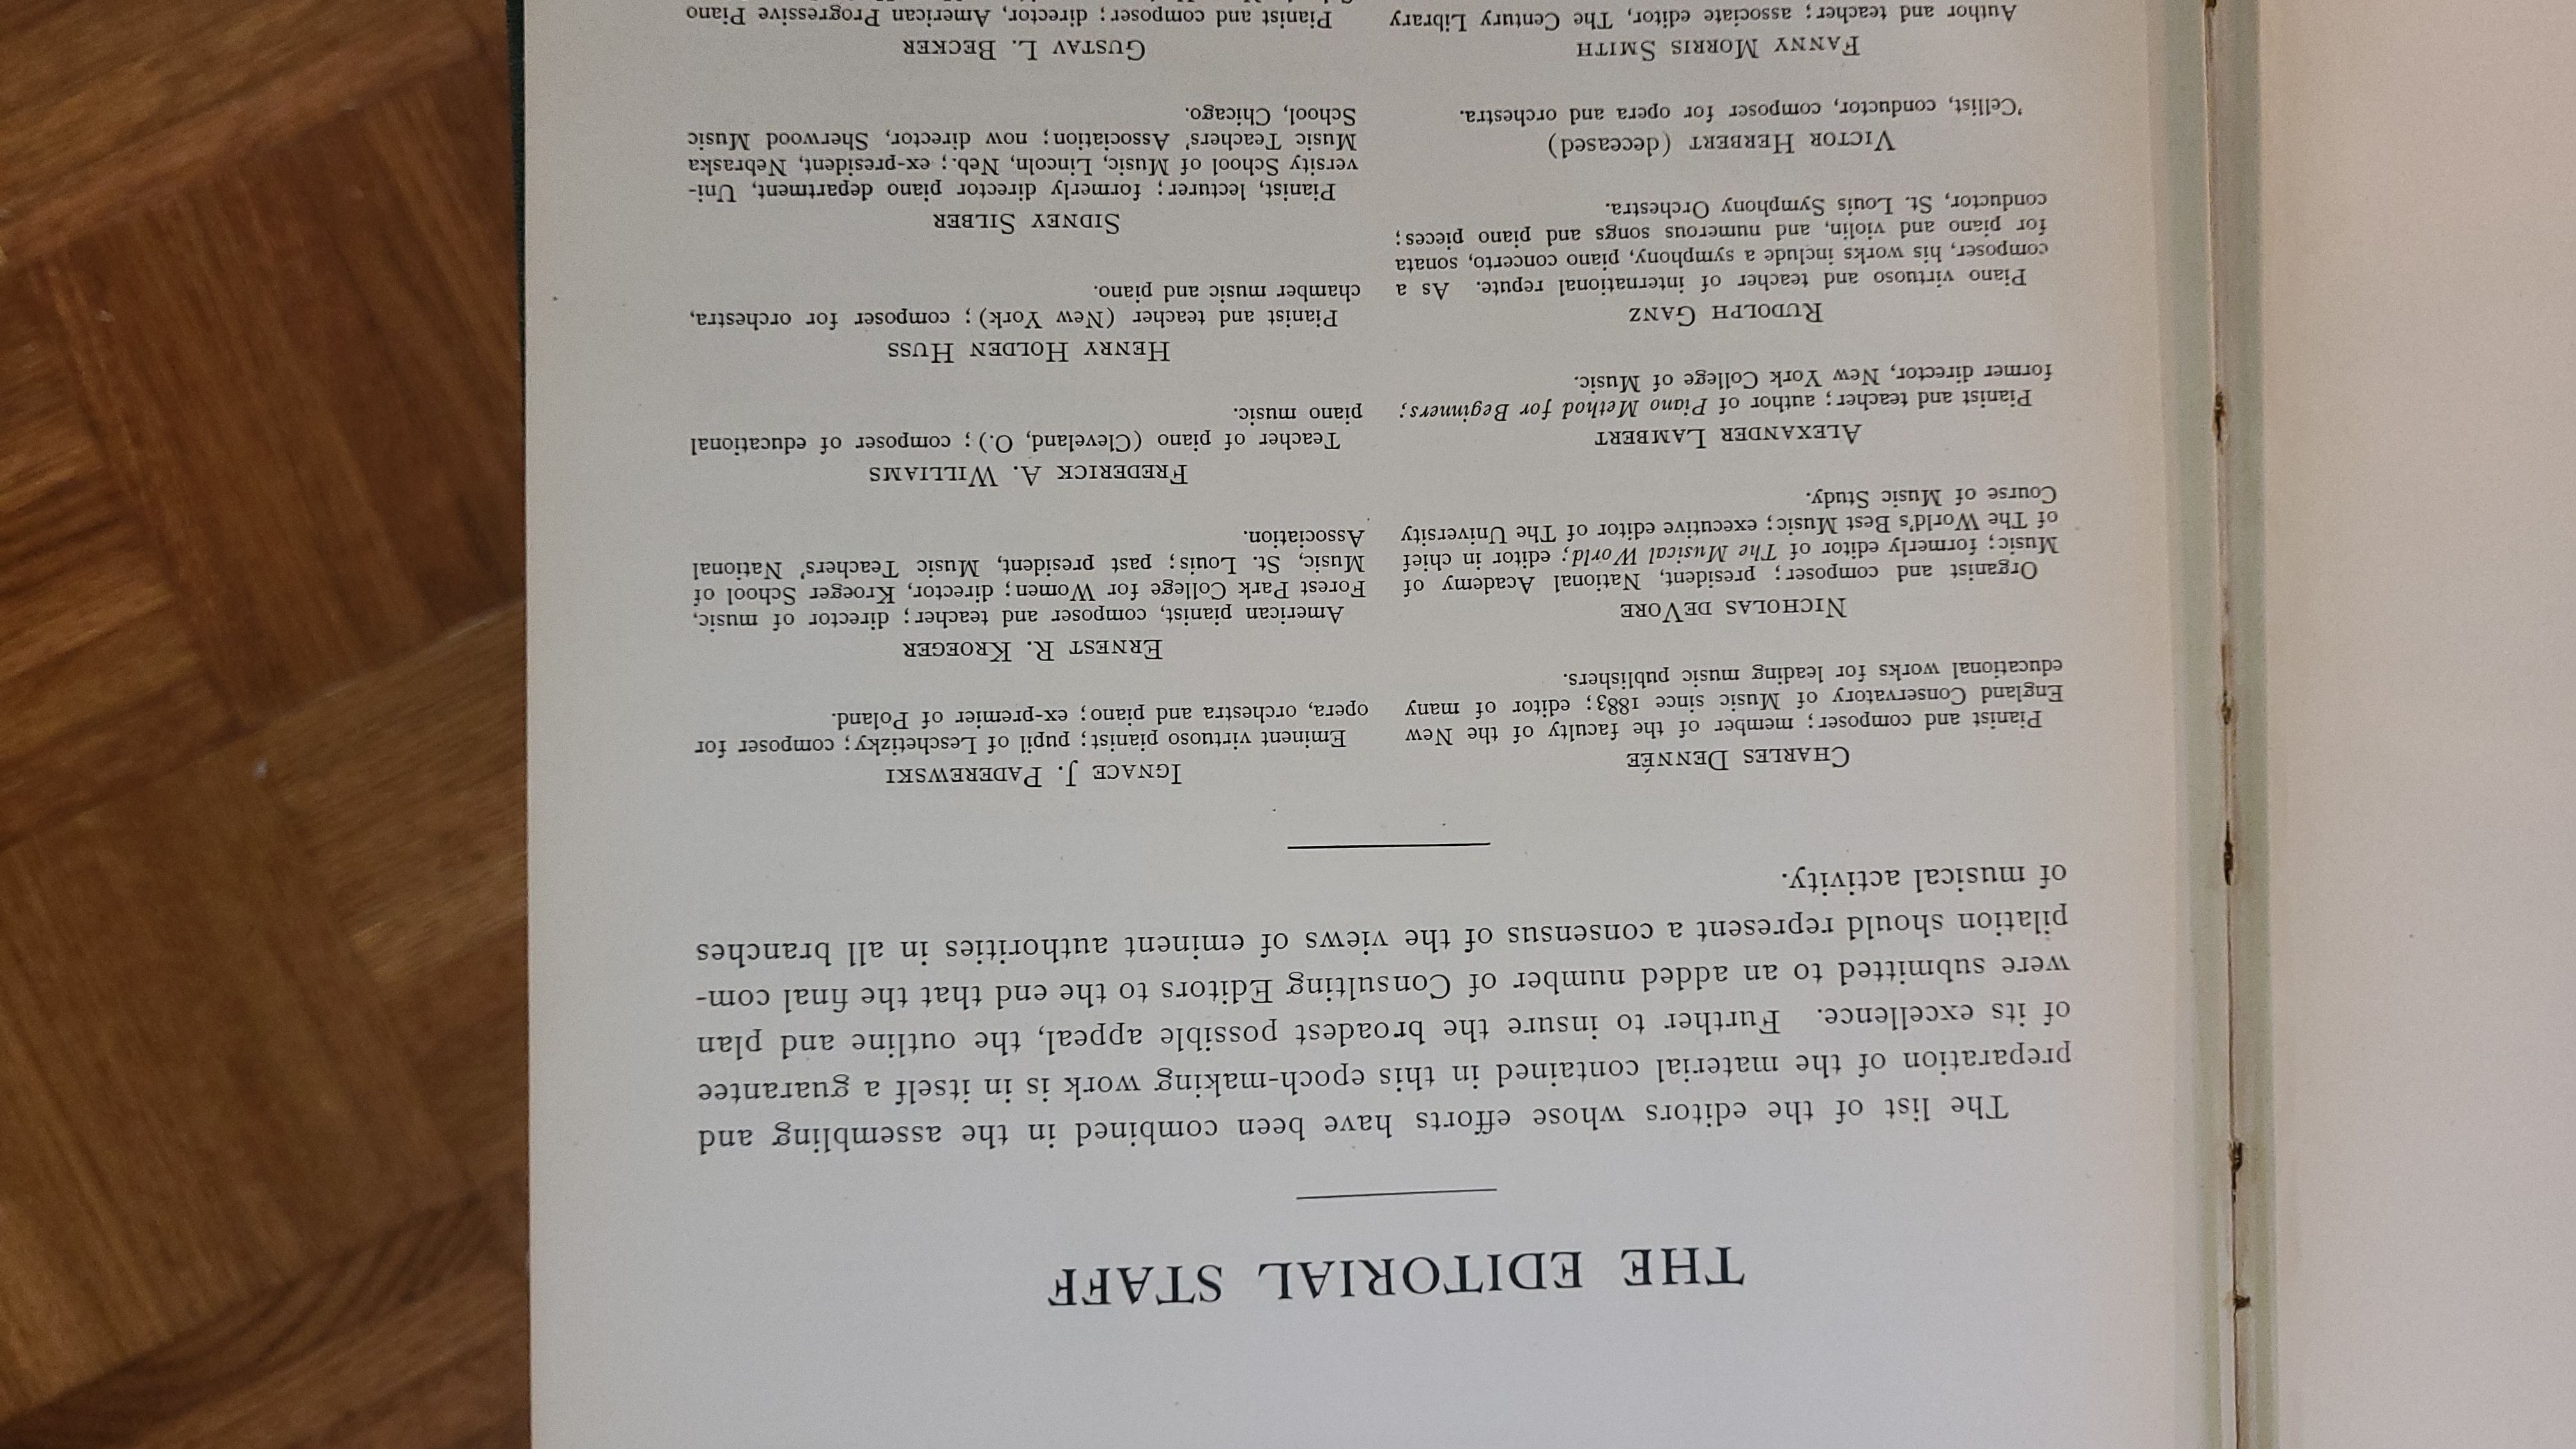 THE EDITORIAL STAFF
The list of the editors whose efforts have been combined in the assembling and
preparation of the material contained in this epoch-making work is in itself a guarantee
of its excellence. Further to insure the broadest possible appeal, the outline and plan
were submitted to an added number of Consulting Editors to the end that the final com-
pilation should represent a consensus of the views of eminent authorities in all branches
of musical activity.
CHARLES DENNÉE
Pianist and composer; member of the faculty of the New
England Conservatory of Music since 1883; editor of many
educational works for leading music publishers.
NICHOLAS DEVORE
Organist and composer; president, National Academy of
Music; formerly editor of The Musical World; editor in chief
of The World's Best Music; executive editor of The University
Course of Music Study.
ALEXANDER LAMBERT
Pianist and teacher; author of Piano Method for Beginners;
former director, New York College of Music.
RUDOLPH GANZ
Piano virtuoso and teacher of international repute. As a
composer, his works include a symphony, piano concerto, sonata
for piano and violin, and numerous songs and piano pieces;
conductor, St. Louis Symphony Orchestra.
VICTOR HERBERT (deceased)
'Cellist, conductor, composer for opera and orchestra.
FANNY MORRIS SMITH
Author and teacher; associate editor, The Century Library
IGNACE J. PADEREWSKI
Eminent virtuoso pianist; pupil of Leschetizky; composer for
opera, orchestra and piano; ex-premier of Poland.
ERNEST R. KROEGER
American pianist, composer and teacher; director of music,
Forest Park College for Women; director, Kroeger School of
Music, St. Louis; past president, Music Teachers' National
Association.
FREDERICK A. WILLIAMS
Teacher of piano (Cleveland, O.); composer of educational
piano music.
HENRY HOLDEN HUSS
Pianist and teacher (New York); composer for orchestra,
chamber music and piano.
SIDNEY SILBER
Pianist, lecturer; formerly director piano department, Uni-
versity School of Music, Lincoln, Neb.; ex-president, Nebraska
Music Teachers' Association; now director, Sherwood Music
School, Chicago.
GUSTAV L. BECKER
Pianist and composer; director, American Progressive Piano